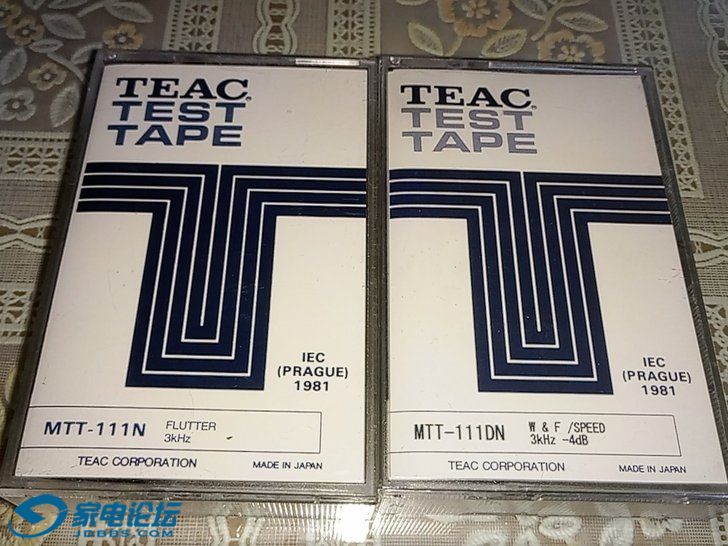 TEAC®
TEST
TAPE
IEC
(PRAGUE)
1981
MTT-111N
FLUTTER
3kHz
TEAC CORPORATION
MADE IN JAPAN
TEAC®
TEST
TAPE
IEC
(PRAGUE)
1981
MTT-111DN
W & F /SPEED
3kHz -4dB
TEAC CORPORATION
MADE IN JAPAN
家电论坛
JDBBS.COM